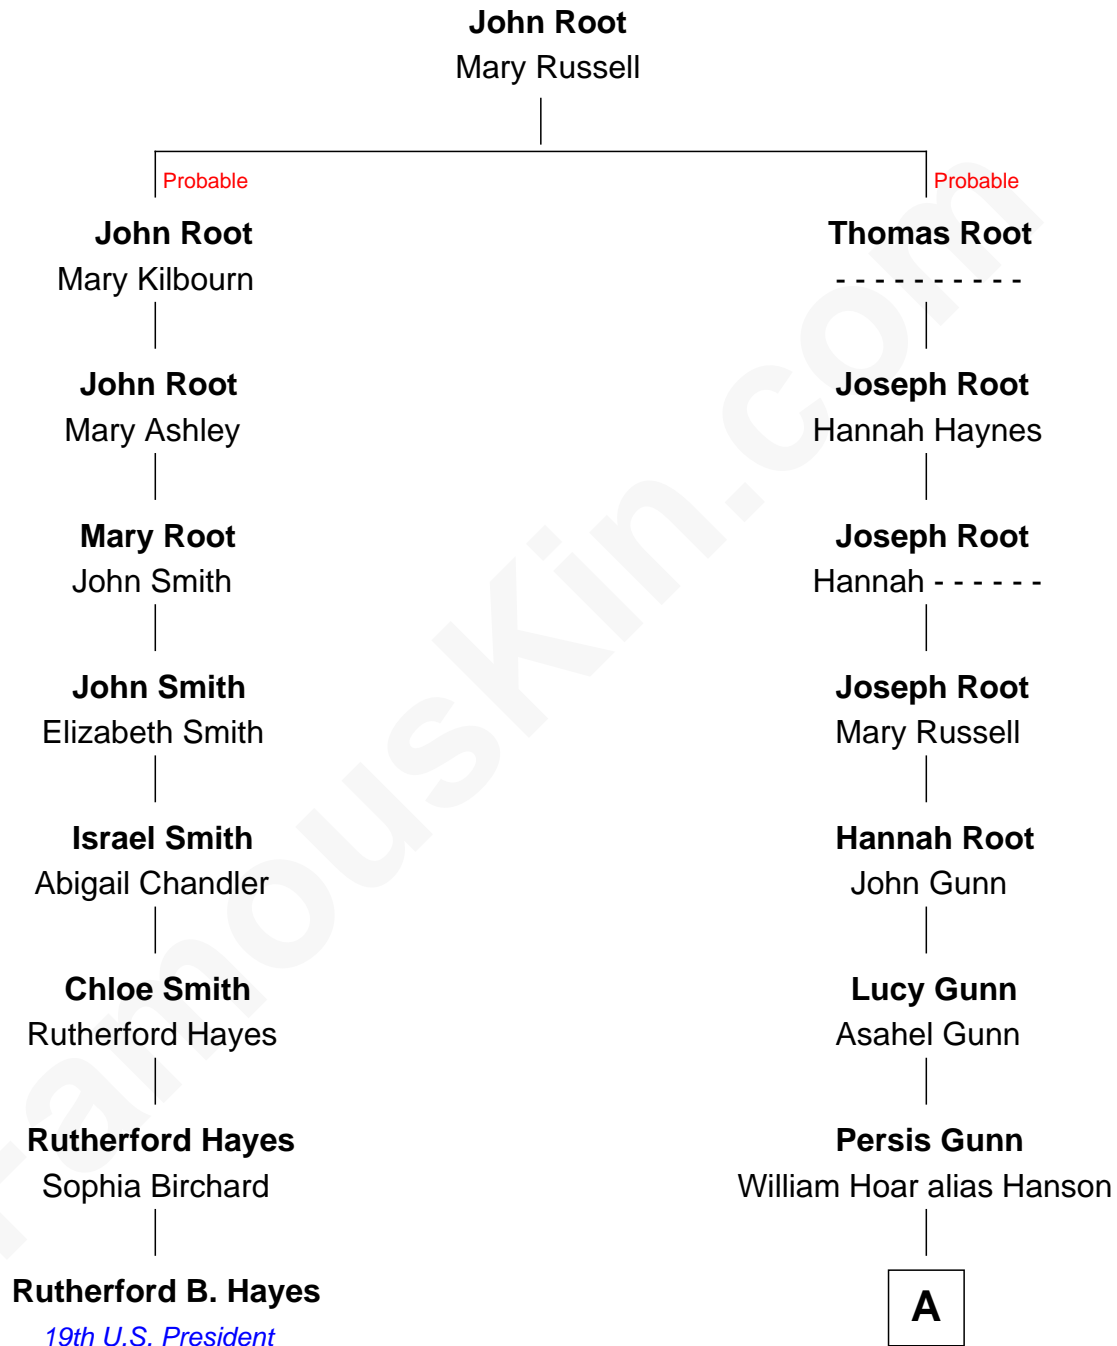 John Root
Mary Russell
Probable
Probable
John Root
Mary Kilbourn
Thomas Root
- - - - - - - - - -
John Root
Mary Ashley
Joseph Root
Hannah Haynes
Mary Root
John Smith
Joseph Root
Hannah - - - - - -
John Smith
Elizabeth Smith
Joseph Root
Mary Russell
Israel Smith
Abigail Chandler
Hannah Root
John Gunn
Chloe Smith
Rutherford Hayes
Lucy Gunn
Asahel Gunn
Rutherford Hayes
Sophia Birchard
Persis Gunn
William Hoar alias Hanson
Rutherford B. Hayes
19th U.S. President
A
FamousKin.com